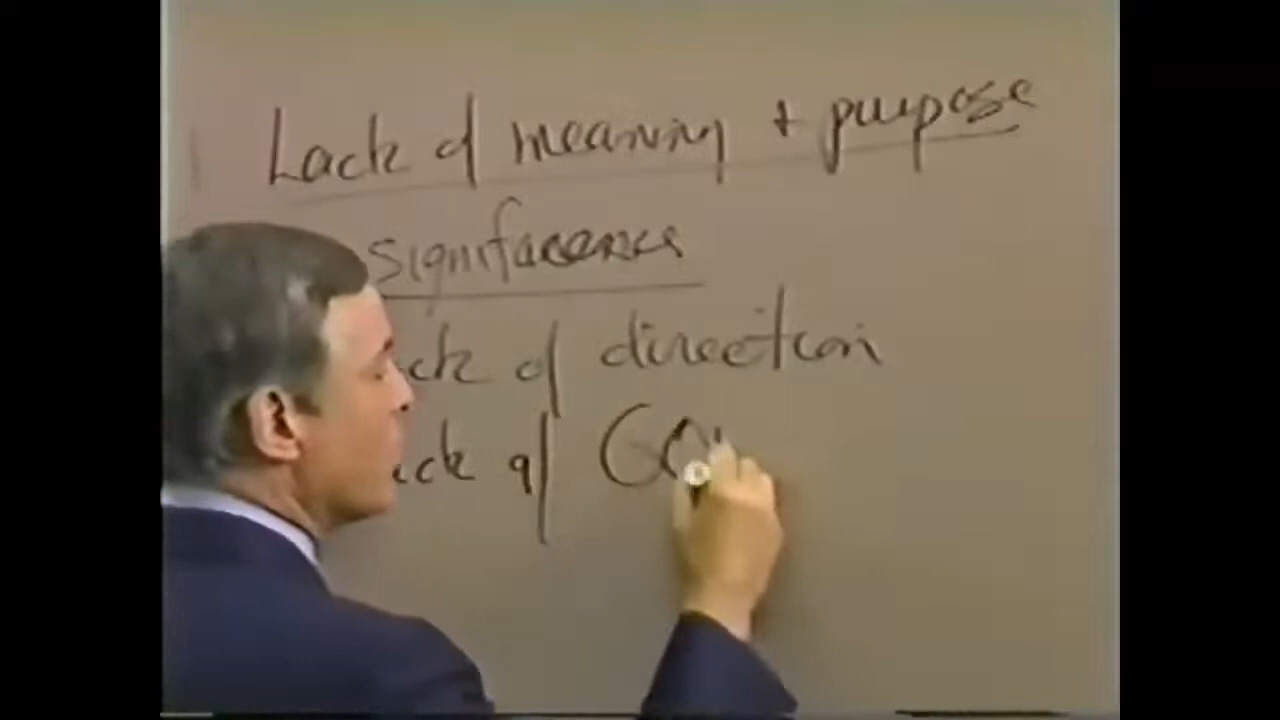 Lack of meaning + purpose
significance
ck of direction
ck of